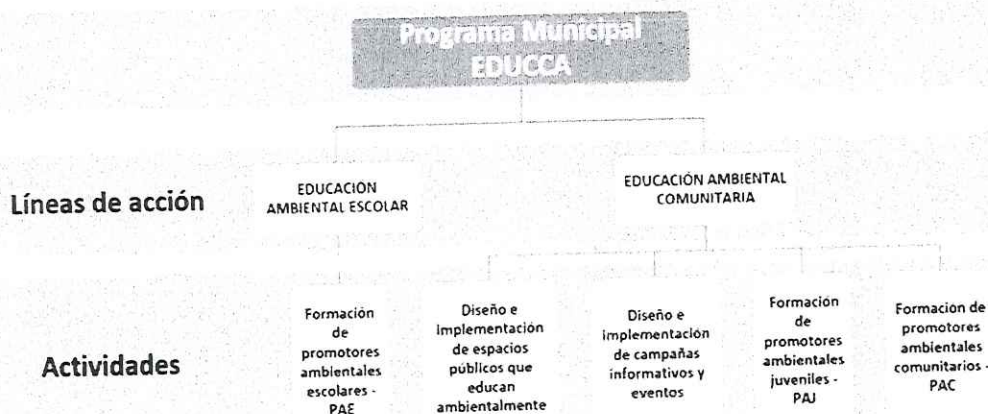 Programa Municipal
EDUCCA
Líneas de acción
EDUCACIÓN
AMBIENTAL ESCOLAR
EDUCACIÓN AMBIENTAL
COMUNITARIA
Actividades
Formación
de
promotores
ambientales
escolares -
PAE
Diseño e
implementación
de espacios
públicos que
educan
ambientalmente
Diseño e
implementación
de campañas
informativos y
eventos
Formación
de
promotores
ambientales
juveniles -
PAJ
Formacion de
promotores
ambientales
comunitarios -
PAC